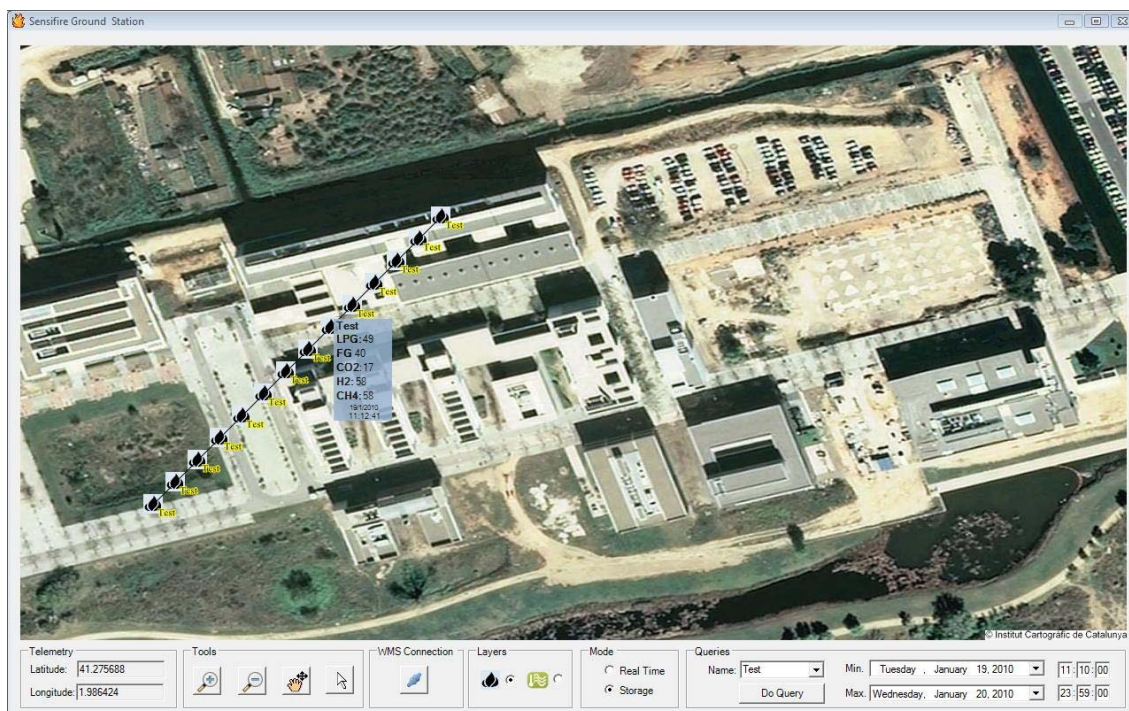 Sensifire Ground Station
Test
Test
Test
Test
Test
Test
LPG: 49
FG 40
CO2: 17
H2: 58
CH4: 58
19/1/2010
11:12:41
Test
Test
Test
Test
Test
Test
Test
Test
© Institut Cartogràfic de Catalunya
Telemetry
Latitude: 41.275688
Longitude: 1.986424
Tools
WMS Connection
Layers
Mode
Real Time
Storage
Queries
Name: Test
Do Query
Min. Tuesday , January 19, 2010 11 : 10 : 00
Max. Wednesday, January 20, 2010 23 : 59 : 00